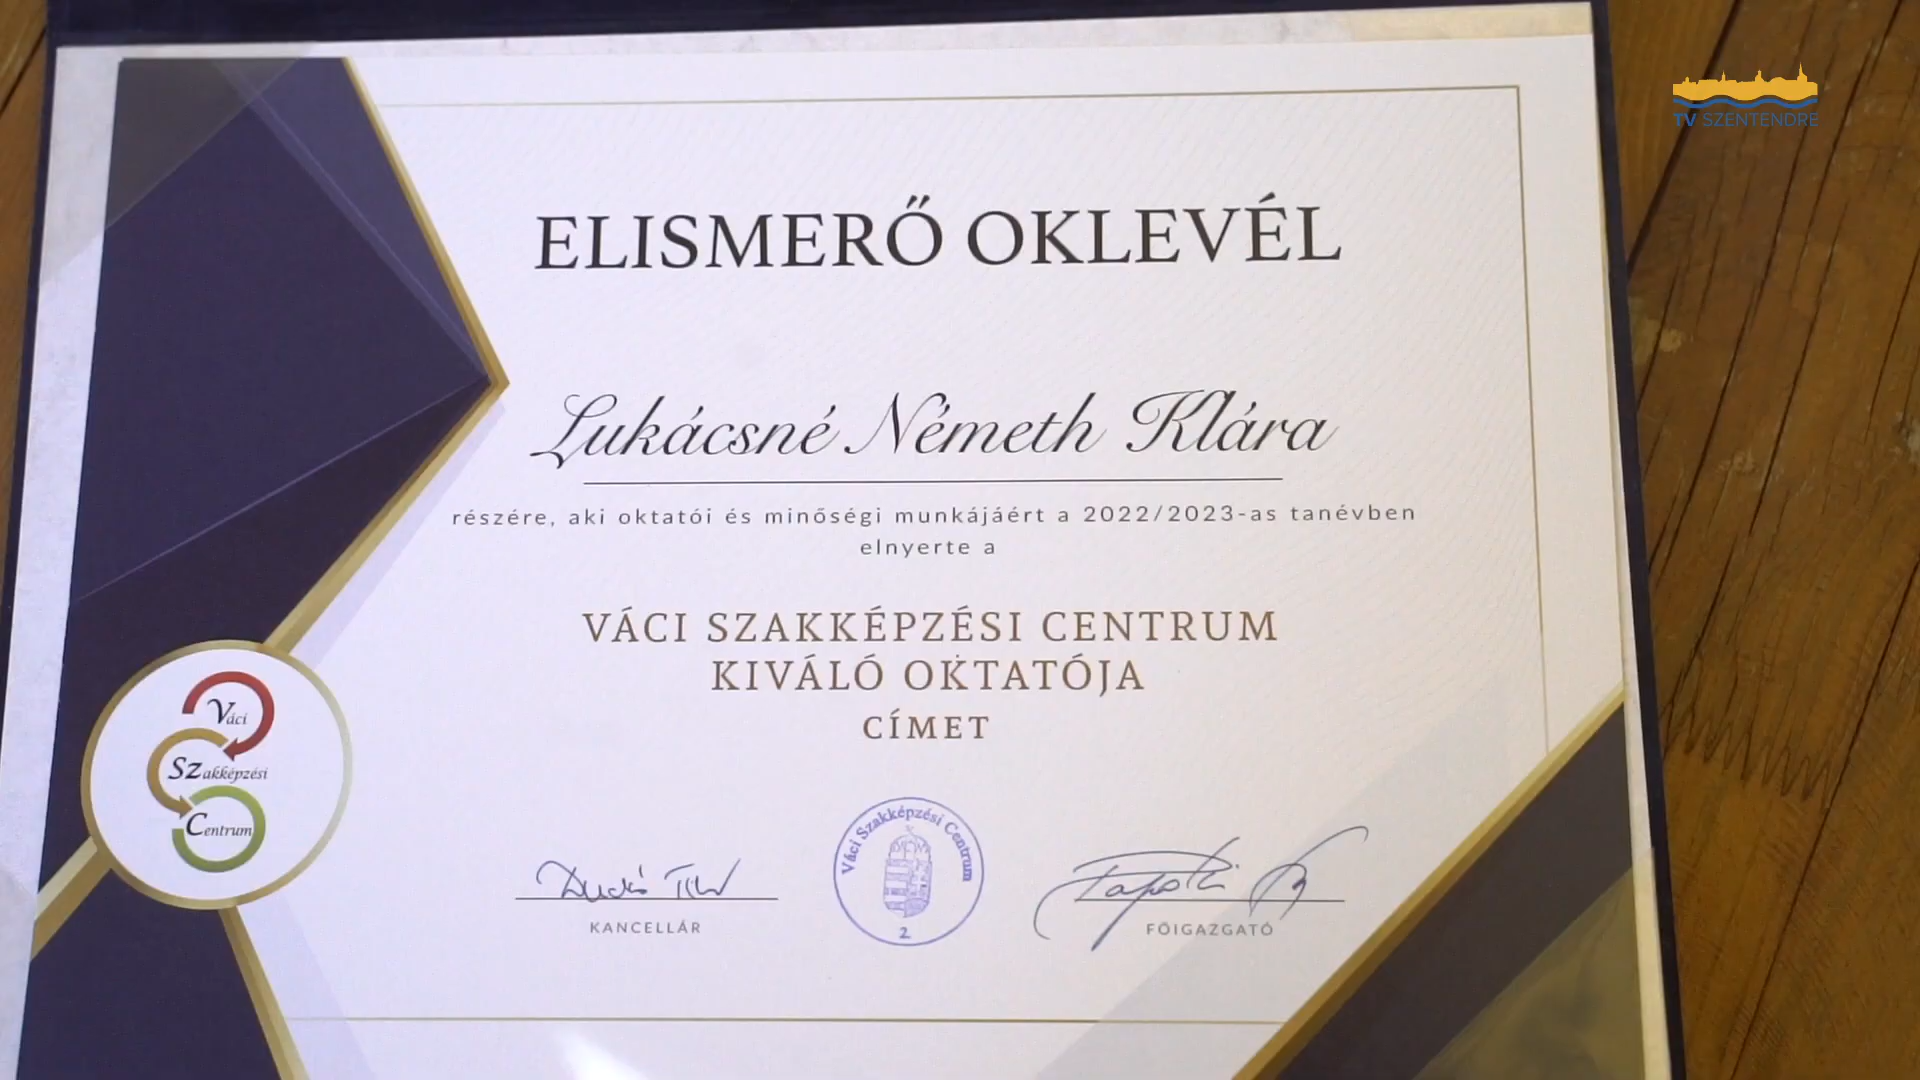 TV SZENTENDRE
ELISMERŐ OKLEVÉL
Lukácsné Németh Klára
részére, aki oktatói és minőségi munkájáért a 2022/2023-as tanévben
elnyerte a
VÁCI SZAKKÉPZÉSI CENTRUM
KIVÁLÓ OKTATÓJA
CÍMET
Váci
Szakképzési
Centrum
Váci Szakképzési Centrum
2
KANCELLÁR
FŐIGAZGATÓ